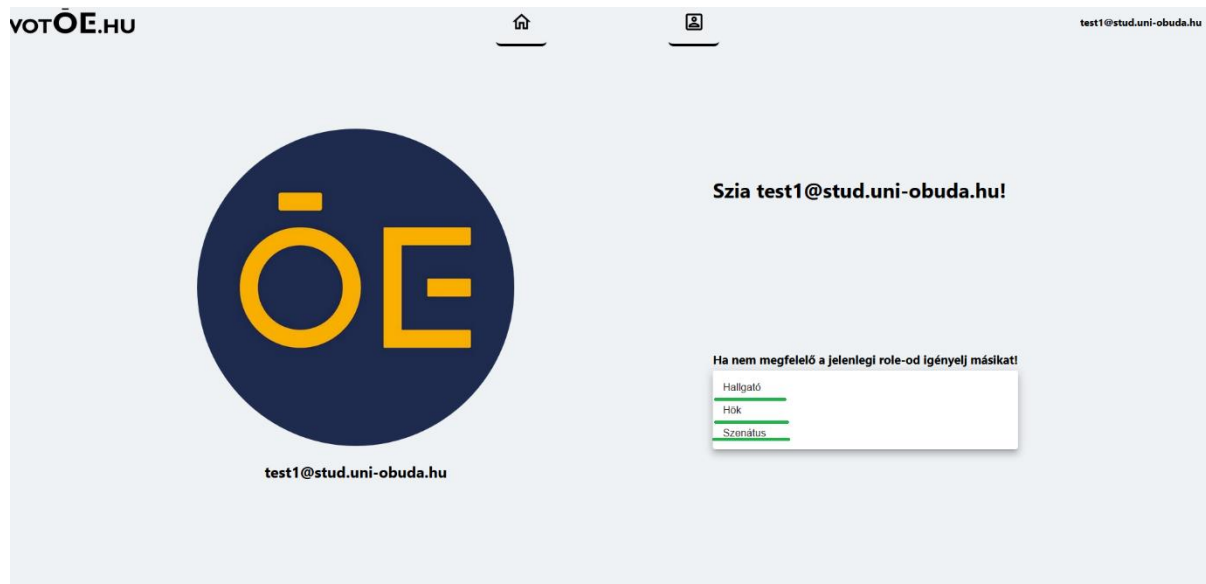 votŌE.hu
test1@stud.uni-obuda.hu
ŌE
test1@stud.uni-obuda.hu
Szia test1@stud.uni-obuda.hu!
Ha nem megfelelő a jelenlegi role-od igényelj másikat!
Hallgató
Hök
Szenátus